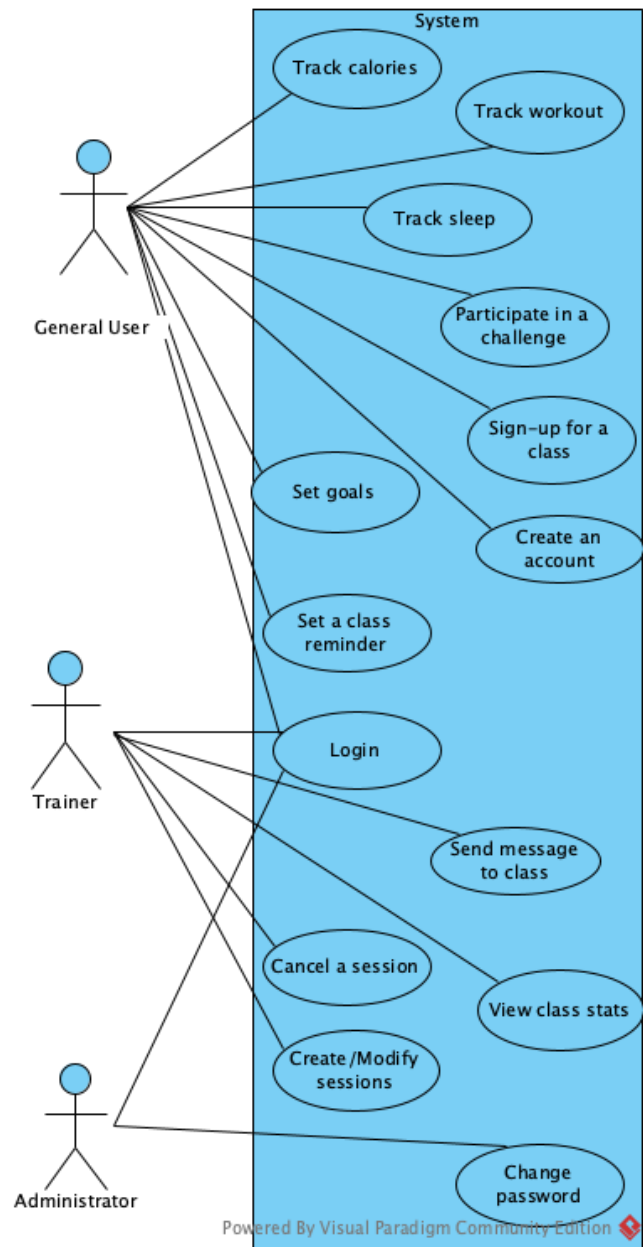 System
Track calories
Track workout
Track sleep
General User
Participate in a
challenge
Sign-up for a
class
Set goals
Create an
account
Set a class
reminder
Login
Trainer
Send message
to class
Cancel a session
View class stats
Create/Modify
sessions
Change
password
Administrator
Powered By Visual Paradigm Community Edition